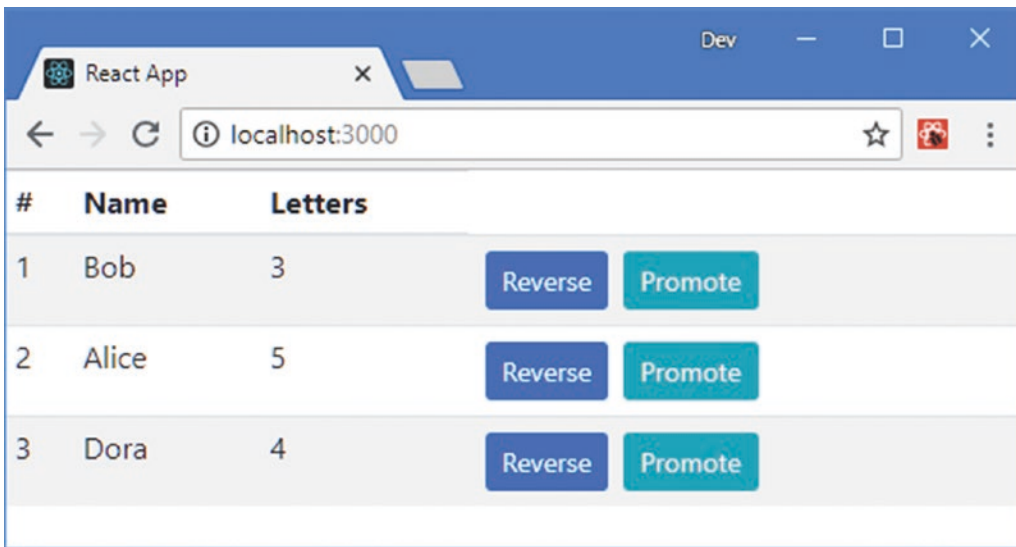 Dev
React App
localhost:3000
# Name Letters
1 Bob 3 Reverse Promote
2 Alice 5 Reverse Promote
3 Dora 4 Reverse Promote